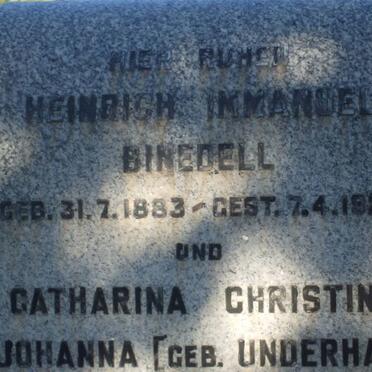 HIER RUHEN
HEINRICH IMMANUEL
BINEDELL
GEB. 31.7.1883 - GEST. 7.4.19
UND
CATHARINA CHRISTIN
JOHANNA [GEB. UNDERHA